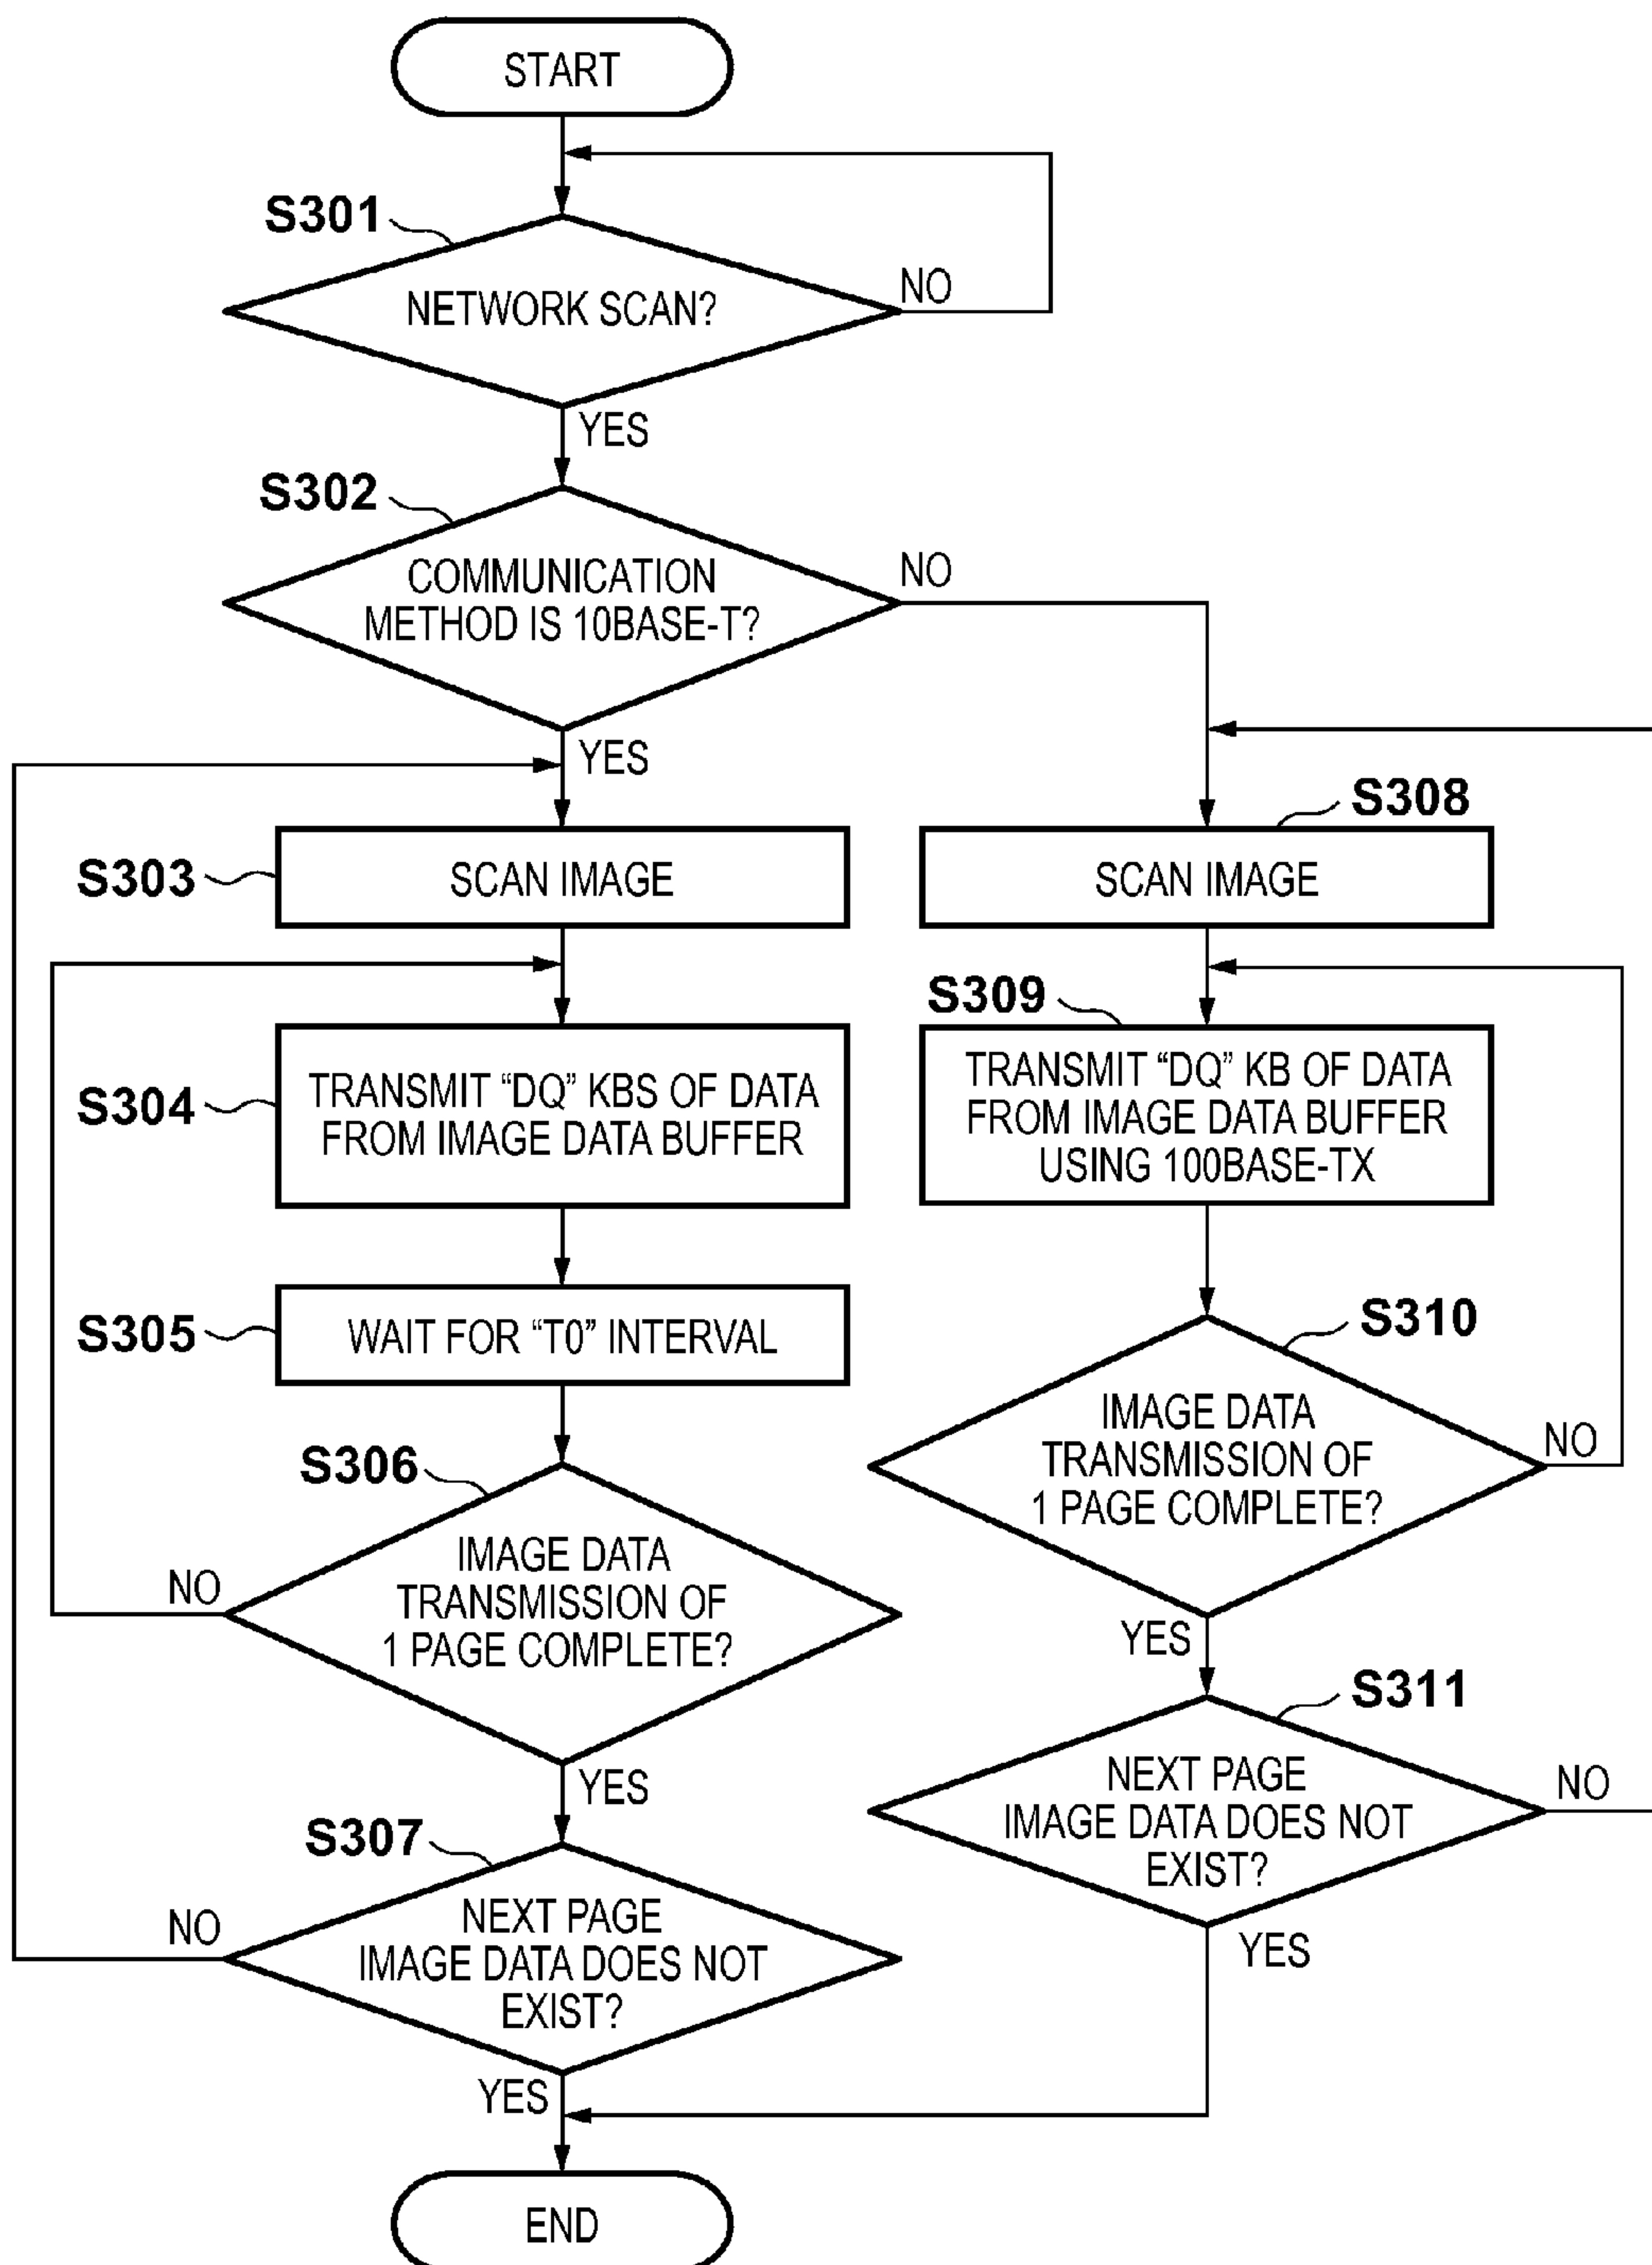 START
S301
NETWORK SCAN?
NO
YES
S302
COMMUNICATION
METHOD IS 10BASE-T?
NO
YES
S303
SCAN IMAGE
S304
TRANSMIT “DQ” KBS OF DATA
FROM IMAGE DATA BUFFER
S305
WAIT FOR “T0” INTERVAL
S306
IMAGE DATA
TRANSMISSION OF
1 PAGE COMPLETE?
NO
YES
S307
NEXT PAGE
IMAGE DATA DOES NOT
EXIST?
NO
YES
S308
SCAN IMAGE
S309
TRANSMIT “DQ” KB OF DATA
FROM IMAGE DATA BUFFER
USING 100BASE-TX
S310
IMAGE DATA
TRANSMISSION OF
1 PAGE COMPLETE?
NO
YES
S311
NEXT PAGE
IMAGE DATA DOES NOT
EXIST?
NO
YES
END